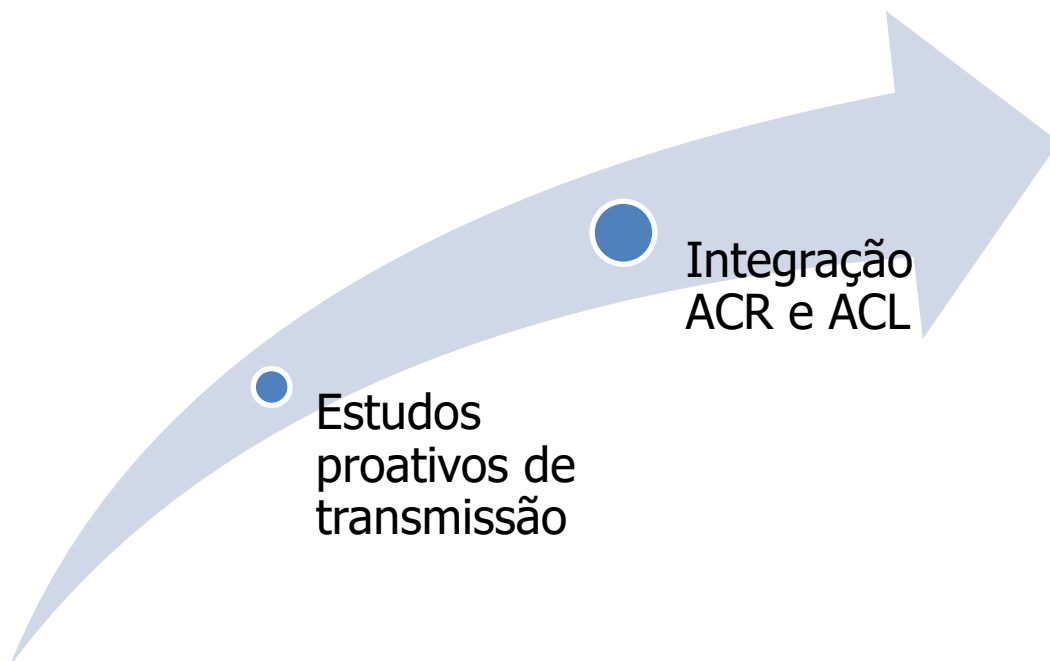 Integração
ACR e ACL
Estudos
proativos de
transmissão